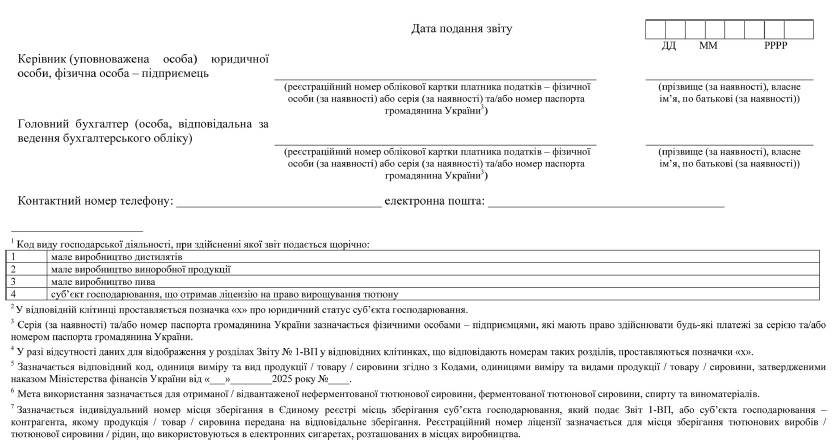 Дата подання звіту
ДД ММ РРРР
Керівник (уповноважена особа) юридичної
особи, фізична особа – підприємець
(реєстраційний номер облікової картки платника податків – фізичної
особи (за наявності) або серія (за наявності) та/або номер паспорта
громадянина України³)
(прізвище (за наявності), власне
ім’я, по батькові (за наявності))
Головний бухгалтер (особа, відповідальна за
ведення бухгалтерського обліку)
(реєстраційний номер облікової картки платника податків – фізичної
особи (за наявності) або серія (за наявності) та/або номер паспорта
громадянина України³)
(прізвище (за наявності), власне
ім’я, по батькові (за наявності))
Контактний номер телефону: ______________________________ електронна пошта: ___________________________________
¹ Код виду господарської діяльності, при здійсненні якої звіт подається щорічно:
1 мале виробництво дистилятів
2 мале виробництво виноробної продукції
3 мале виробництво пива
4 суб’єкт господарювання, що отримав ліцензію на право вирощування тютюну
² У відповідній клітинці проставляється позначка «х» про юридичний статус суб’єкта господарювання.
³ Серія (за наявності) та/або номер паспорта громадянина України зазначається фізичними особами – підприємцями, які мають право здійснювати будь-які платежі за серією та/або
номером паспорта громадянина України.
⁴ У разі відсутності даних для відображення у розділах Звіту № 1-ВП у відповідних клітинках, що відповідають номерам таких розділів, проставляються позначки «х».
⁵ Зазначається відповідний код, одиниця виміру та вид продукції / товару / сировини згідно з Кодами, одиницями виміру та видами продукції / товару / сировини, затвердженими
наказом Міністерства фінансів України від «___»________2025 року №____.
⁶ Мета використання зазначається для отриманої / відвантаженої неферментованої тютюнової сировини, ферментованої тютюнової сировини, спирту та виноматеріалів.
⁷ Зазначається індивідуальний номер місця зберігання в Єдиному реєстрі місць зберігання суб’єкта господарювання, який подає Звіт 1-ВП, або суб’єкта господарювання –
контрагента, якому продукція / товар / сировина передана на відповідальне зберігання. Реєстраційний номер ліцензії зазначається для місця зберігання тютюнових виробів /
тютюнової сировини / рідин, що використовуються в електронних сигаретах, розташованих в місцях виробництва.